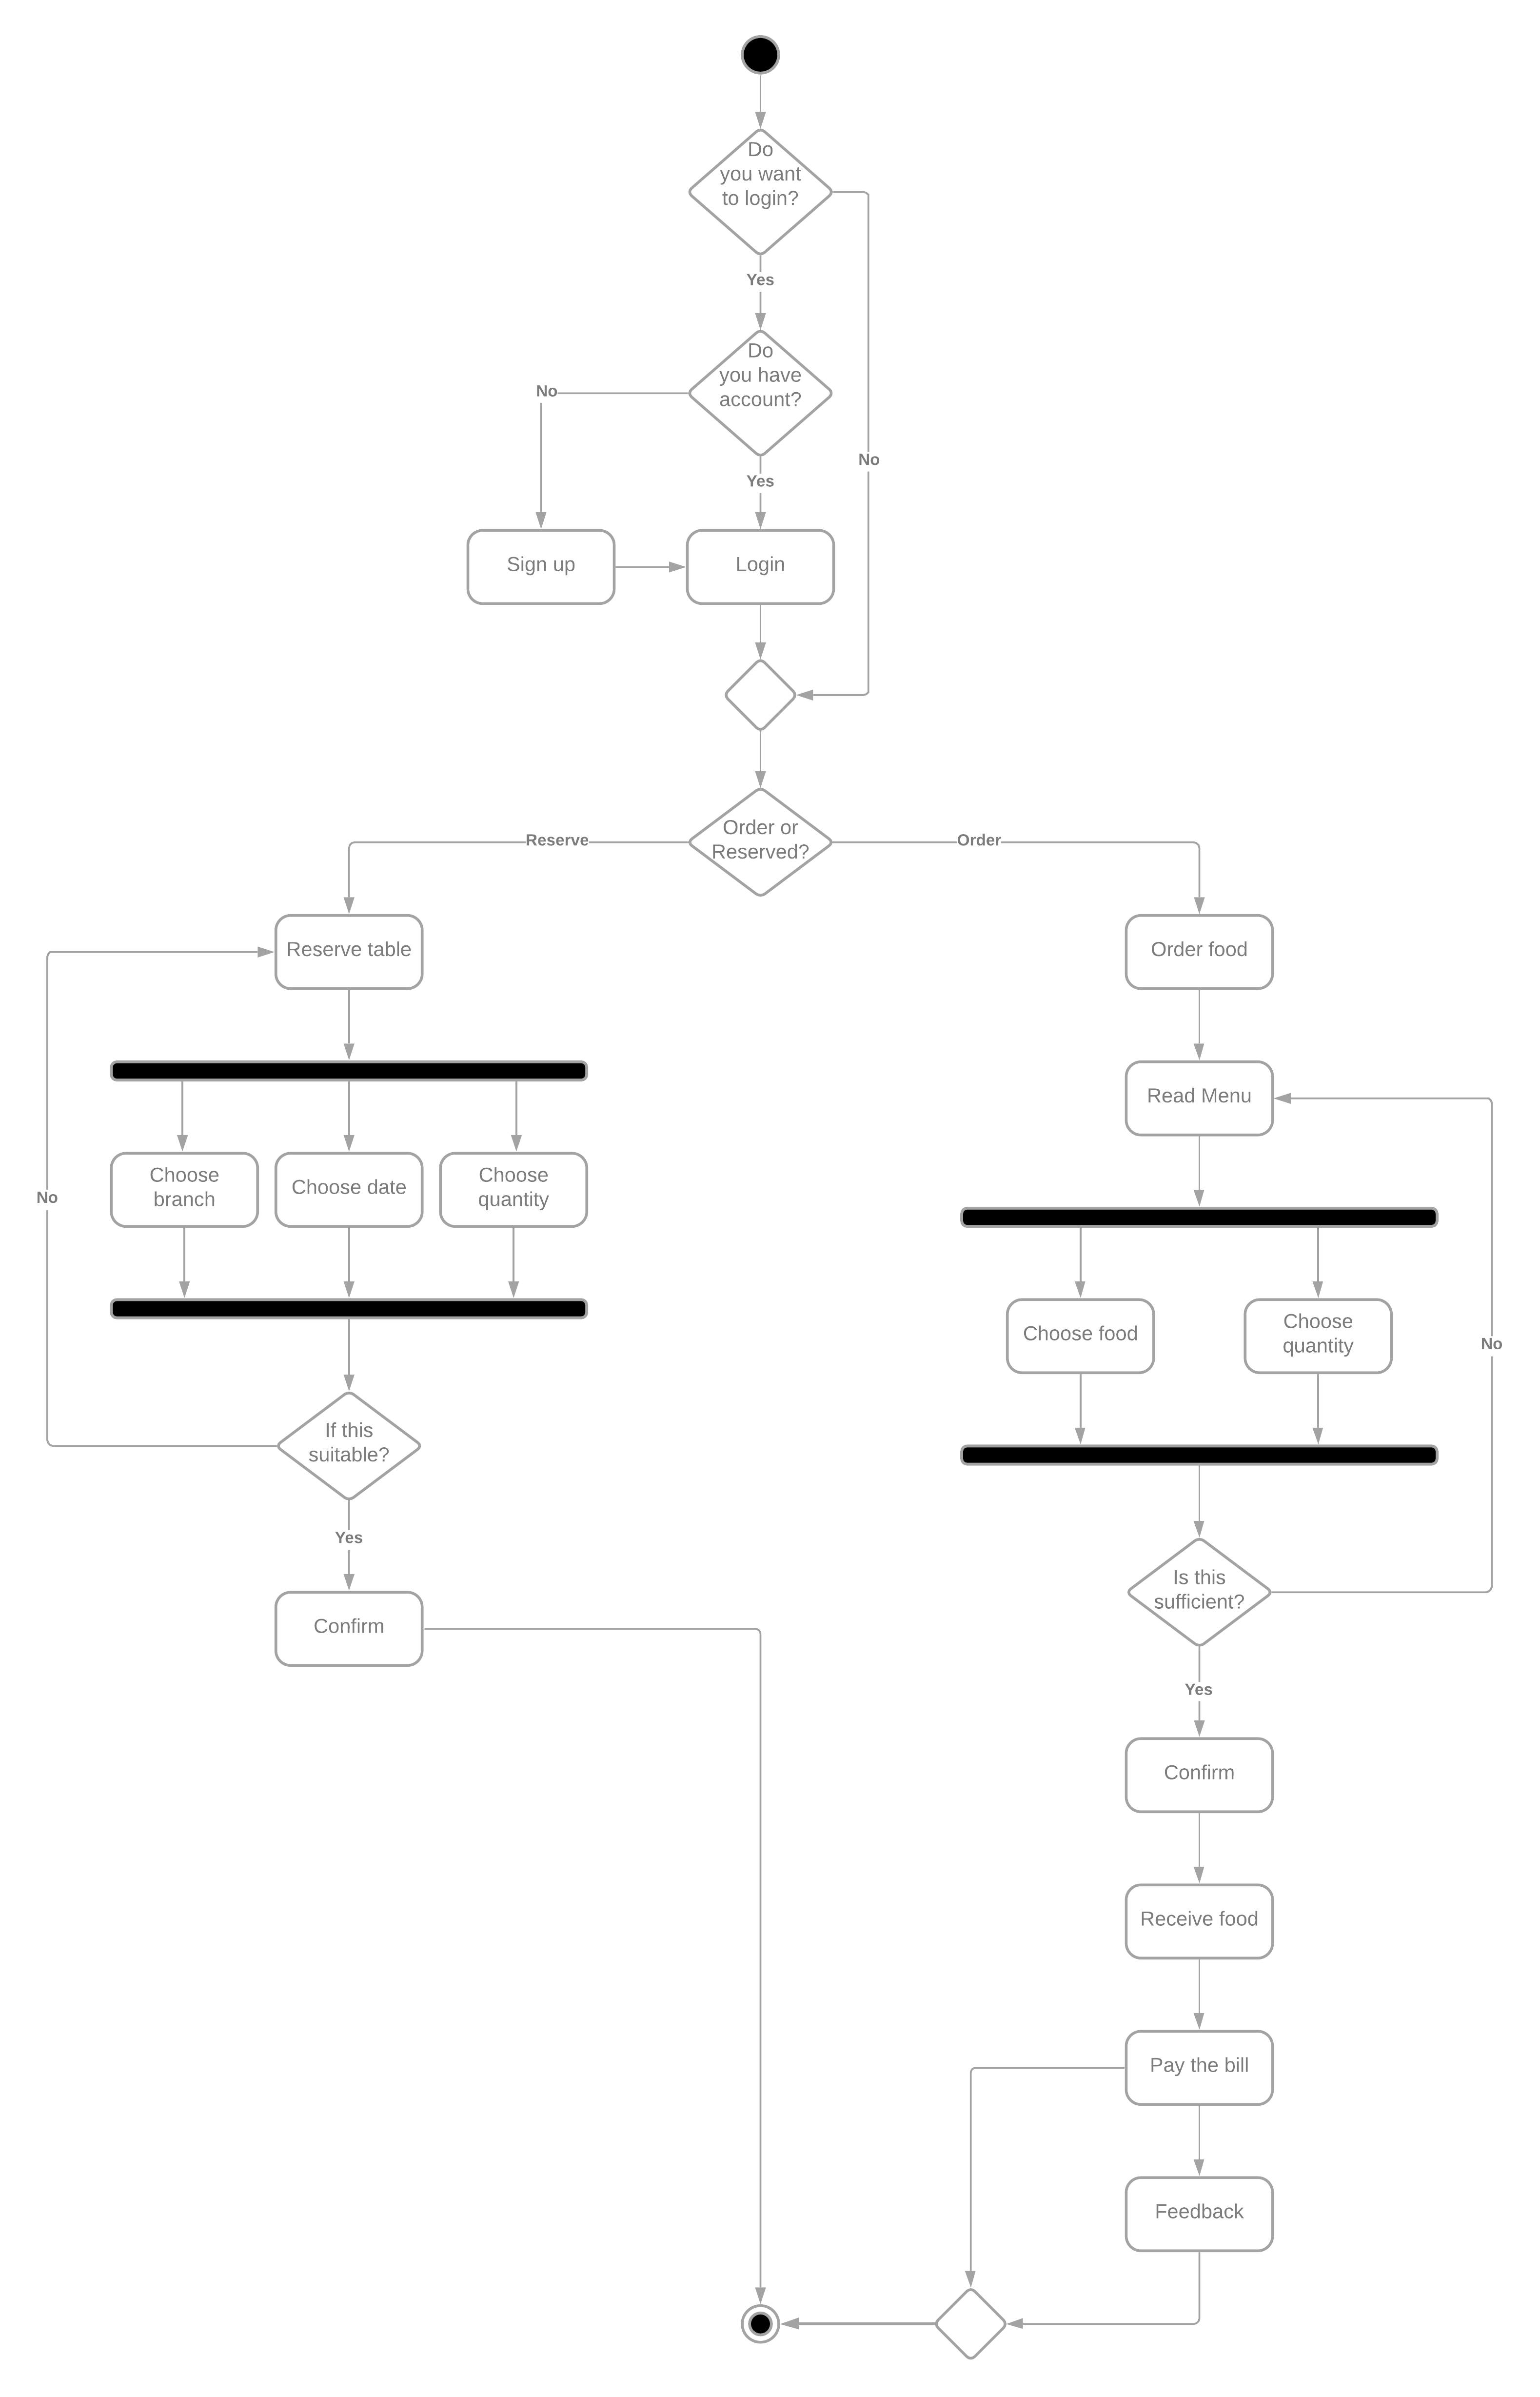 Do
you want
to login?
Yes
Do
you have
account?
No
No
Yes
Sign up
Login
Order or
Reserved?
Reserve
Order
Reserve table
Order food
Read Menu
Choose
branch
Choose date
Choose
quantity
No
Choose food
Choose
quantity
No
If this
suitable?
Yes
Is this
sufficient?
Confirm
Yes
Confirm
Receive food
Pay the bill
Feedback